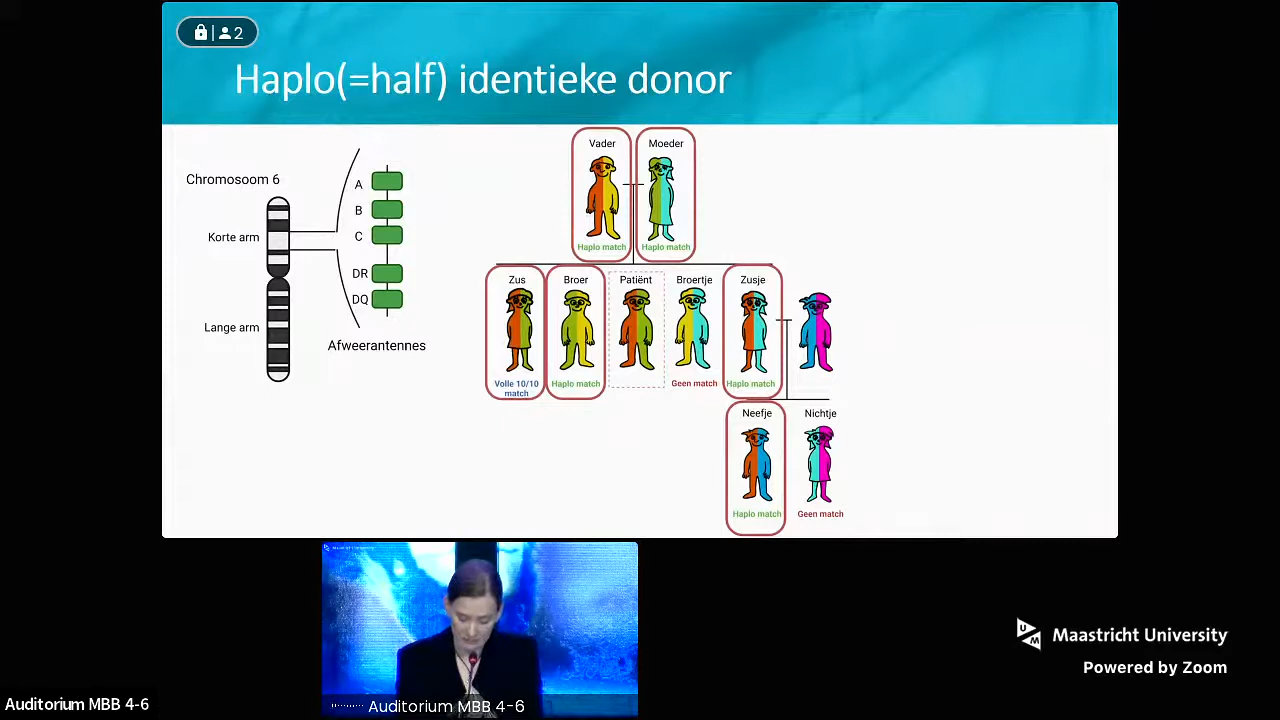 2
Haplo(=half) identieke donor
Chromosoom 6
Korte arm
Lange arm
A
B
C
DR
DQ
Afweerantennes
Vader
Moeder
Haplo match
Haplo match
Zus
Broer
Patiënt
Broertje
Zusje
Volle 10/10
match
Haplo match
Geen match
Haplo match
Neefje
Nichtje
Haplo match
Geen match
Maastricht University
Powered by Zoom
Auditorium MBB 4-6
Auditorium MBB 4-6